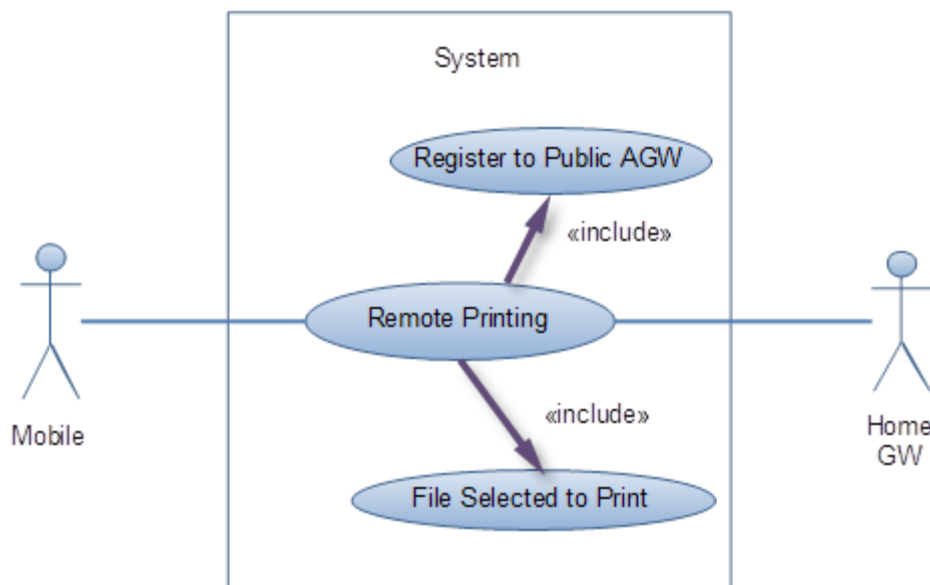 System
Register to Public AGW
«include»
Remote Printing
«include»
Mobile
Home
GW
File Selected to Print